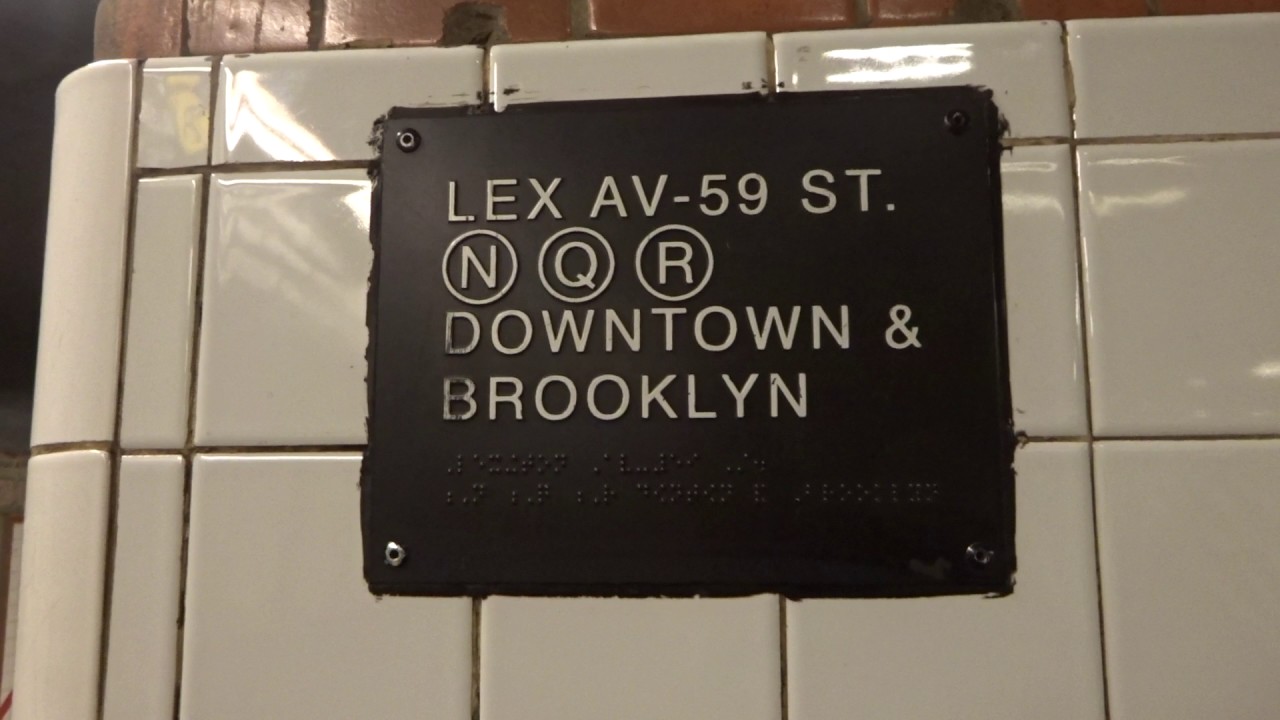 LEX AV-59 ST.
N Q R
DOWNTOWN &
BROOKLYN